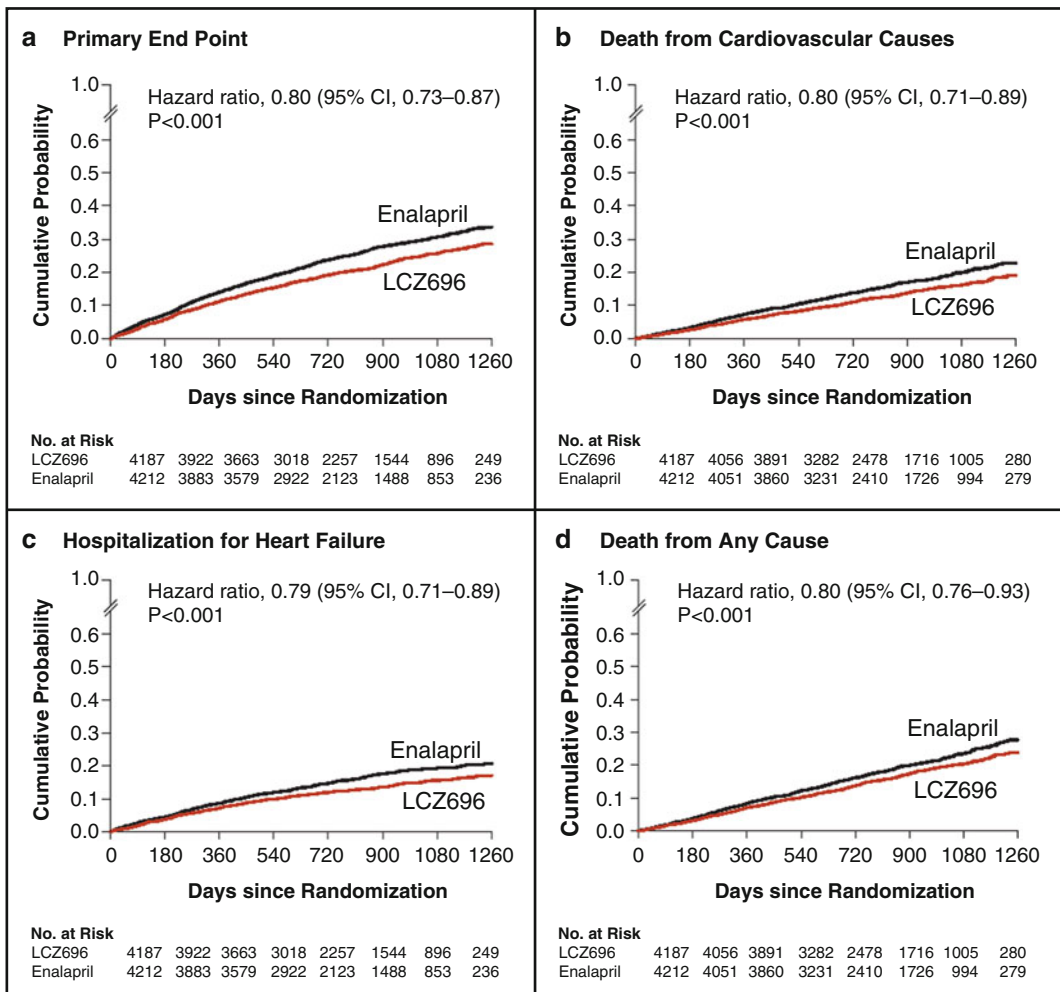 a Primary End Point
1.0
0.6
0.5
0.4
0.3
0.2
0.1
0.0
Cumulative Probability
Hazard ratio, 0.80 (95% CI, 0.73–0.87)
P<0.001
Enalapril
LCZ696
0 180 360 540 720 900 1080 1260
Days since Randomization
No. at Risk
LCZ696 4187 3922 3663 3018 2257 1544 896 249
Enalapril 4212 3883 3579 2922 2123 1488 853 236
b Death from Cardiovascular Causes
1.0
0.6
0.5
0.4
0.3
0.2
0.1
0.0
Cumulative Probability
Hazard ratio, 0.80 (95% CI, 0.71–0.89)
P<0.001
Enalapril
LCZ696
0 180 360 540 720 900 1080 1260
Days since Randomization
No. at Risk
LCZ696 4187 4056 3891 3282 2478 1716 1005 280
Enalapril 4212 4051 3860 3231 2410 1726 994 279
c Hospitalization for Heart Failure
1.0
0.6
0.5
0.4
0.3
0.2
0.1
0.0
Cumulative Probability
Hazard ratio, 0.79 (95% CI, 0.71–0.89)
P<0.001
Enalapril
LCZ696
0 180 360 540 720 900 1080 1260
Days since Randomization
No. at Risk
LCZ696 4187 3922 3663 3018 2257 1544 896 249
Enalapril 4212 3883 3579 2922 2123 1488 853 236
d Death from Any Cause
1.0
0.6
0.5
0.4
0.3
0.2
0.1
0.0
Cumulative Probability
Hazard ratio, 0.80 (95% CI, 0.76–0.93)
P<0.001
Enalapril
LCZ696
0 180 360 540 720 900 1080 1260
Days since Randomization
No. at Risk
LCZ696 4187 4056 3891 3282 2478 1716 1005 280
Enalapril 4212 4051 3860 3231 2410 1726 994 279